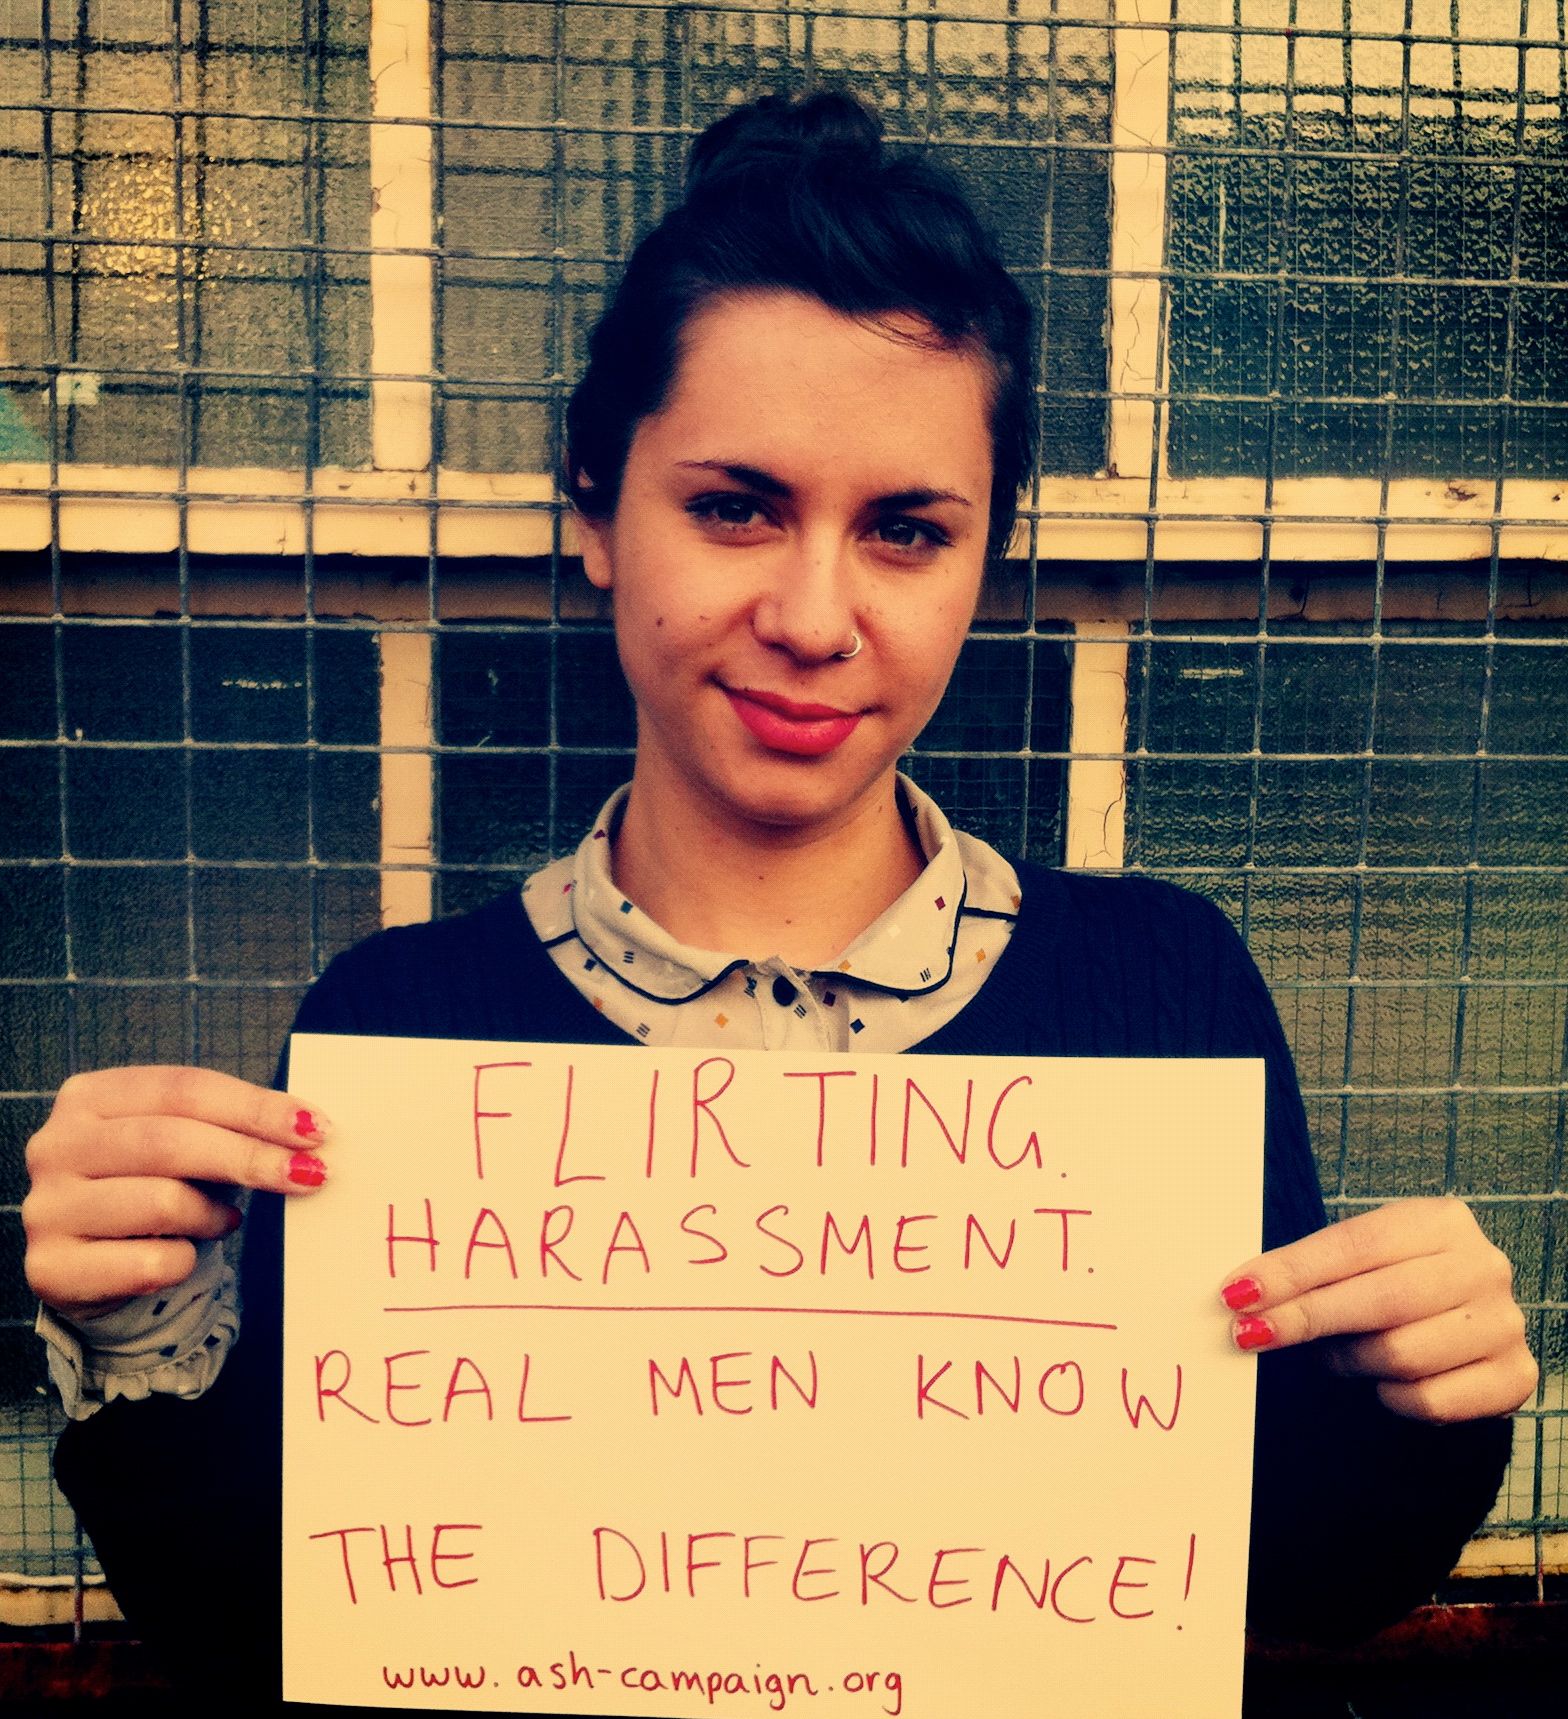 FLIRTING.
HARASSMENT.
REAL MEN KNOW
THE DIFFERENCE!
www.ash-campaign.org